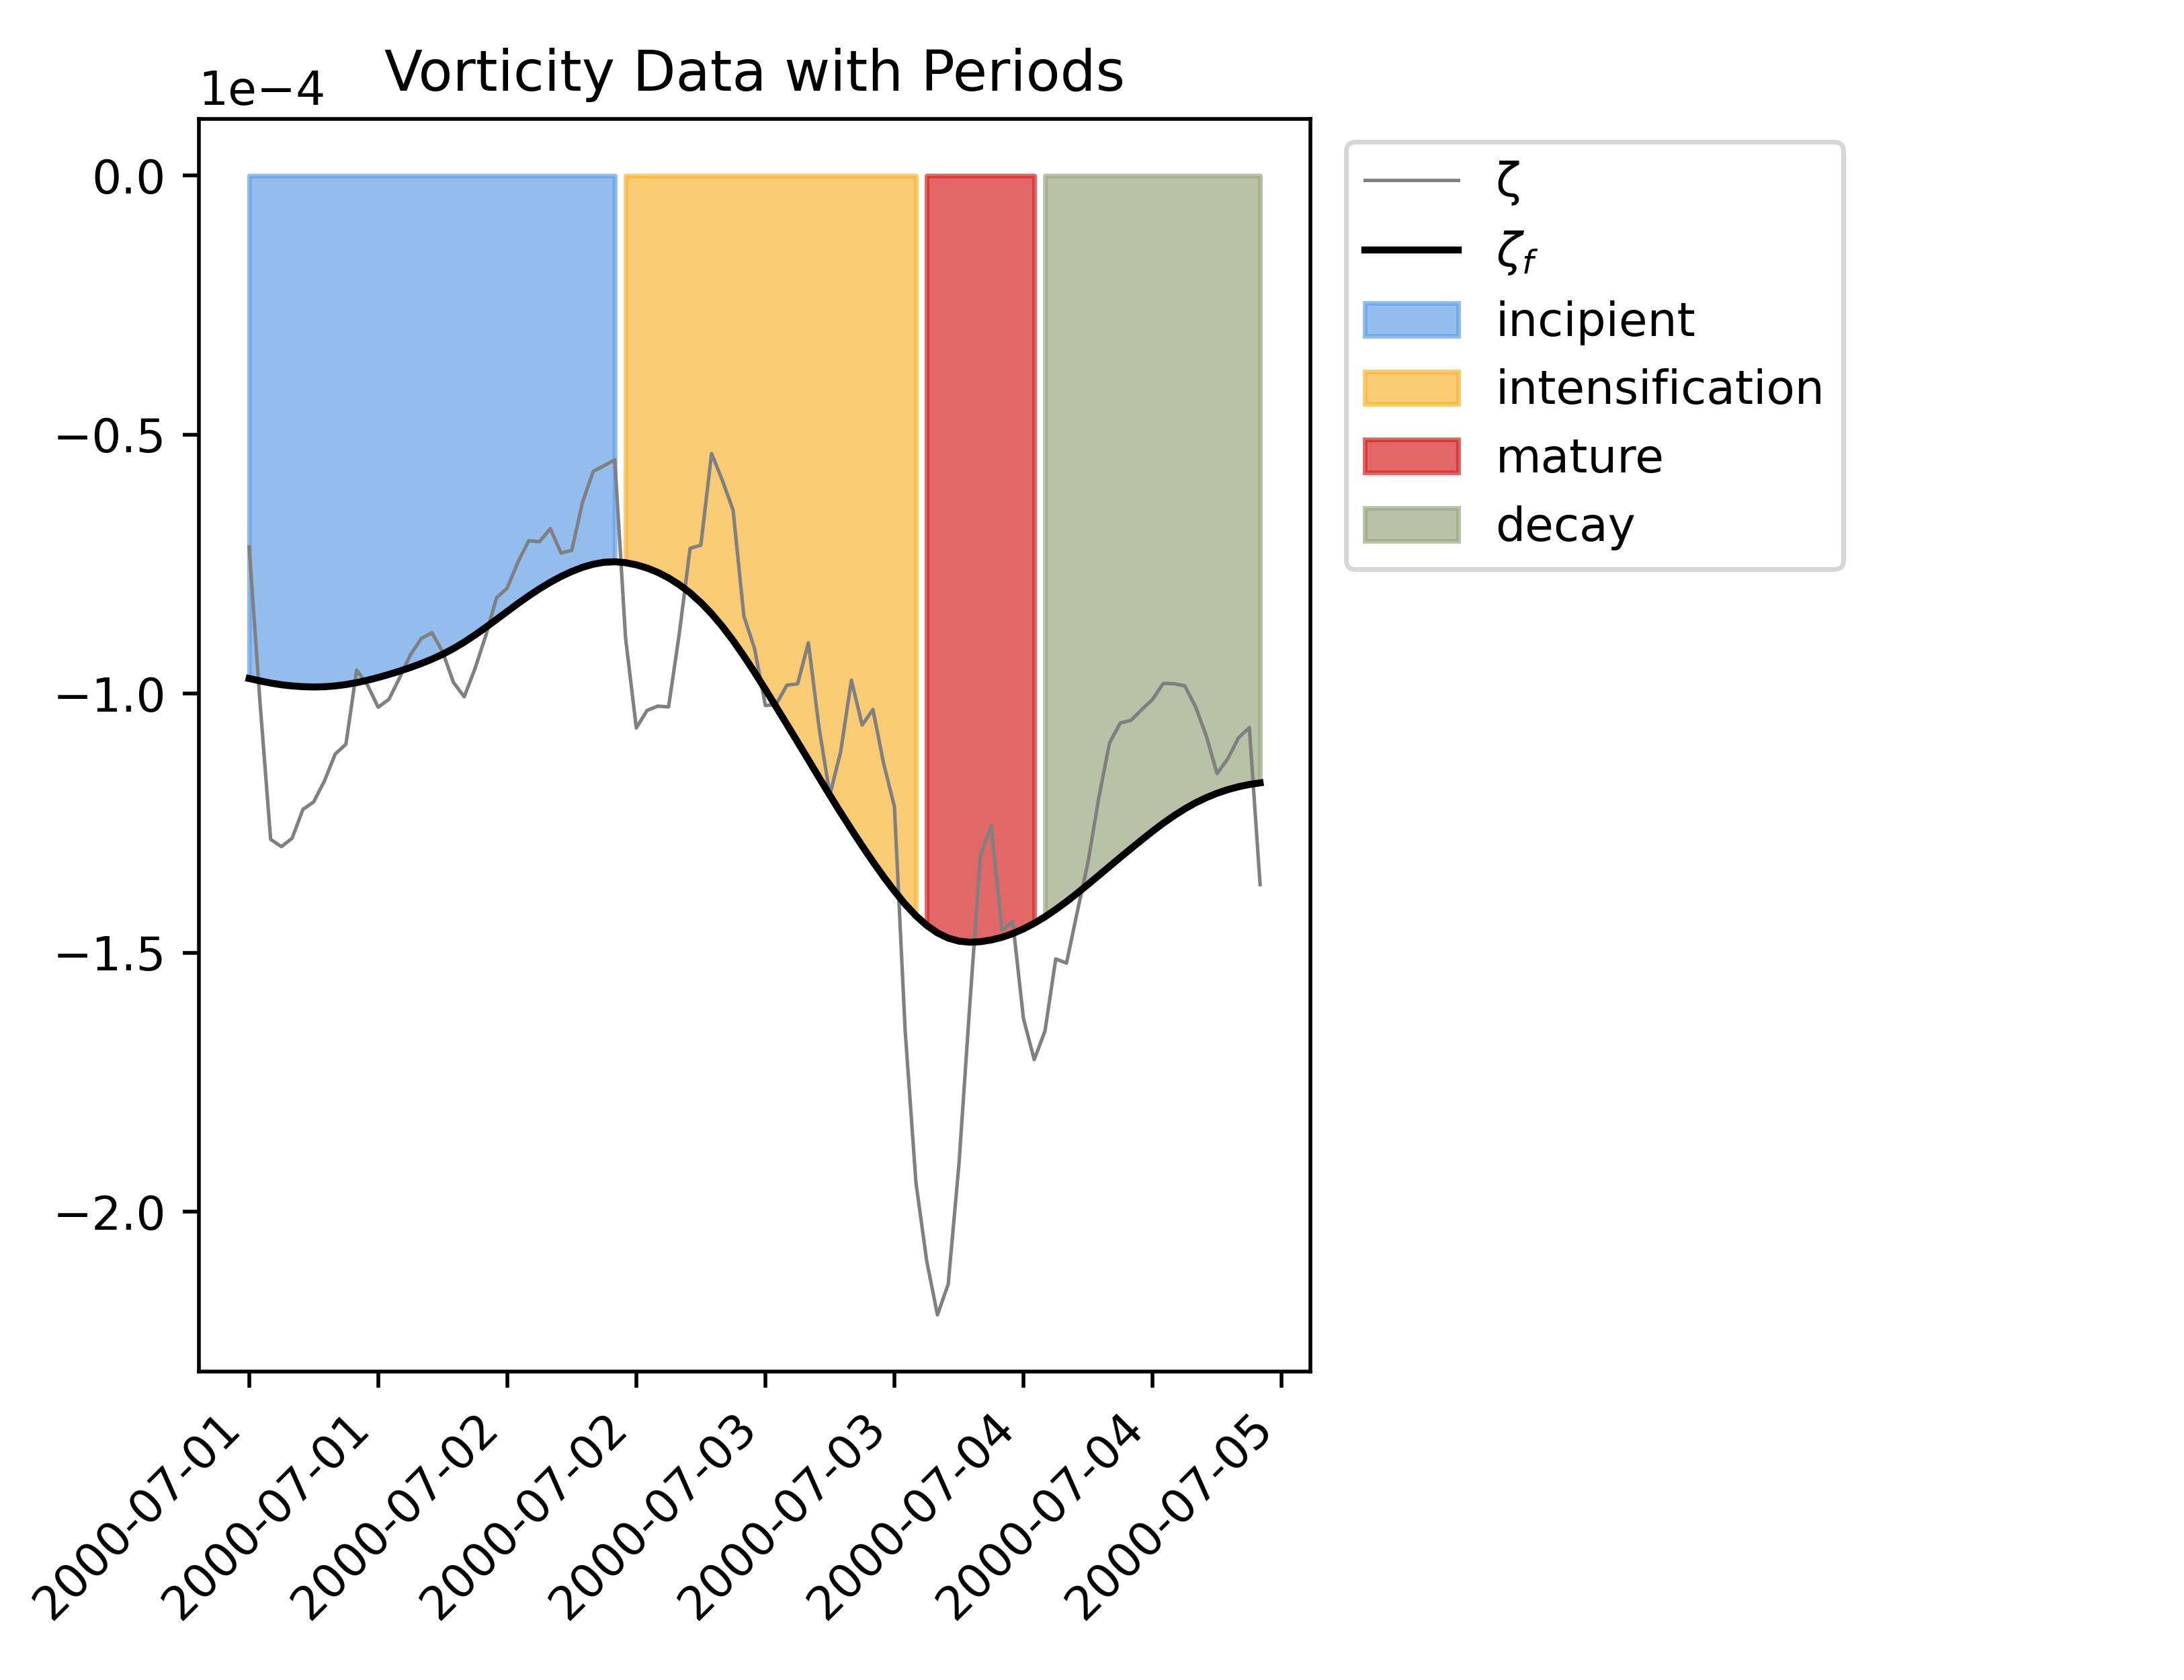 Vorticity Data with Periods
1e−4
0.0
−0.5
−1.0
−1.5
−2.0
2000-07-01
2000-07-01
2000-07-02
2000-07-02
2000-07-03
2000-07-03
2000-07-04
2000-07-04
2000-07-05
ζ
ζf
incipient
intensification
mature
decay